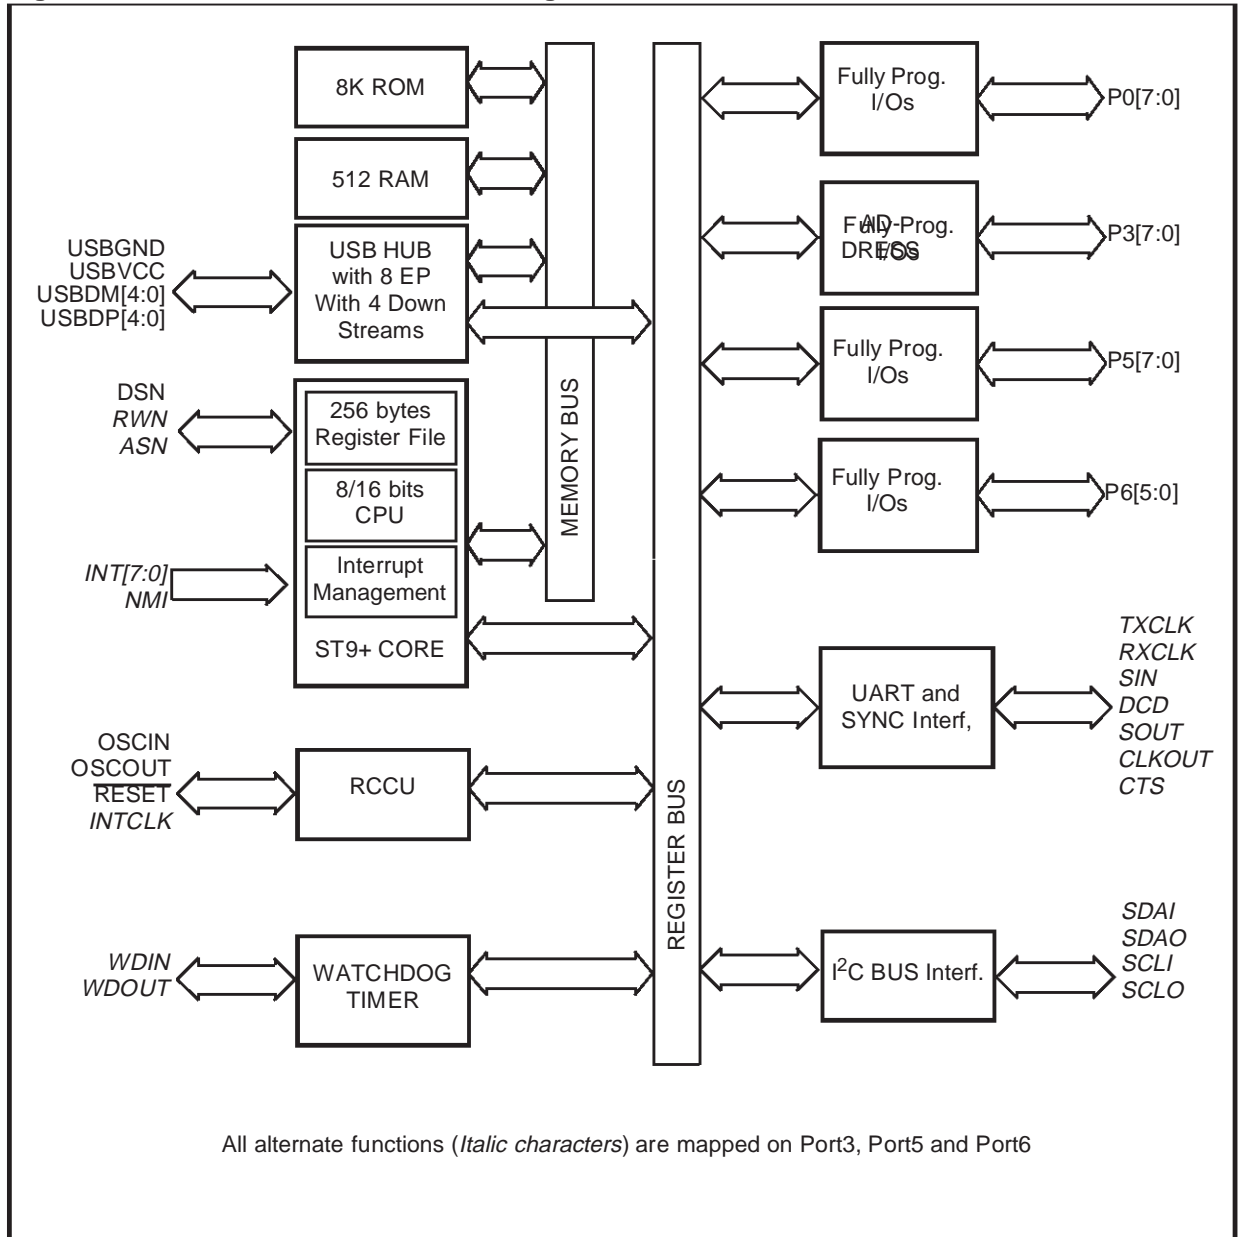 8K ROM
512 RAM
USBGND
USBVCC
USBDM[4:0]
USBDP[4:0]
USB HUB
with 8 EP
With 4 Down
Streams
DSN
RWN
ASN
256 bytes
Register File
8/16 bits
CPU
INT[7:0]
NMI
Interrupt
Management
ST9+ CORE
OSCIN
OSCOUT
RESET
INTCLK
RCCU
WDIN
WDOUT
WATCHDOG
TIMER
MEMORY BUS
REGISTER BUS
Fully Prog.
I/Os
P0[7:0]
Fully Prog.
I/Os
AD-
DRESS
P3[7:0]
Fully Prog.
I/Os
P5[7:0]
Fully Prog.
I/Os
P6[5:0]
UART and
SYNC Interf,
TXCLK
RXCLK
SIN
DCD
SOUT
CLKOUT
CTS
I²C BUS Interf.
SDAI
SDAO
SCLI
SCLO
All alternate functions (Italic characters) are mapped on Port3, Port5 and Port6